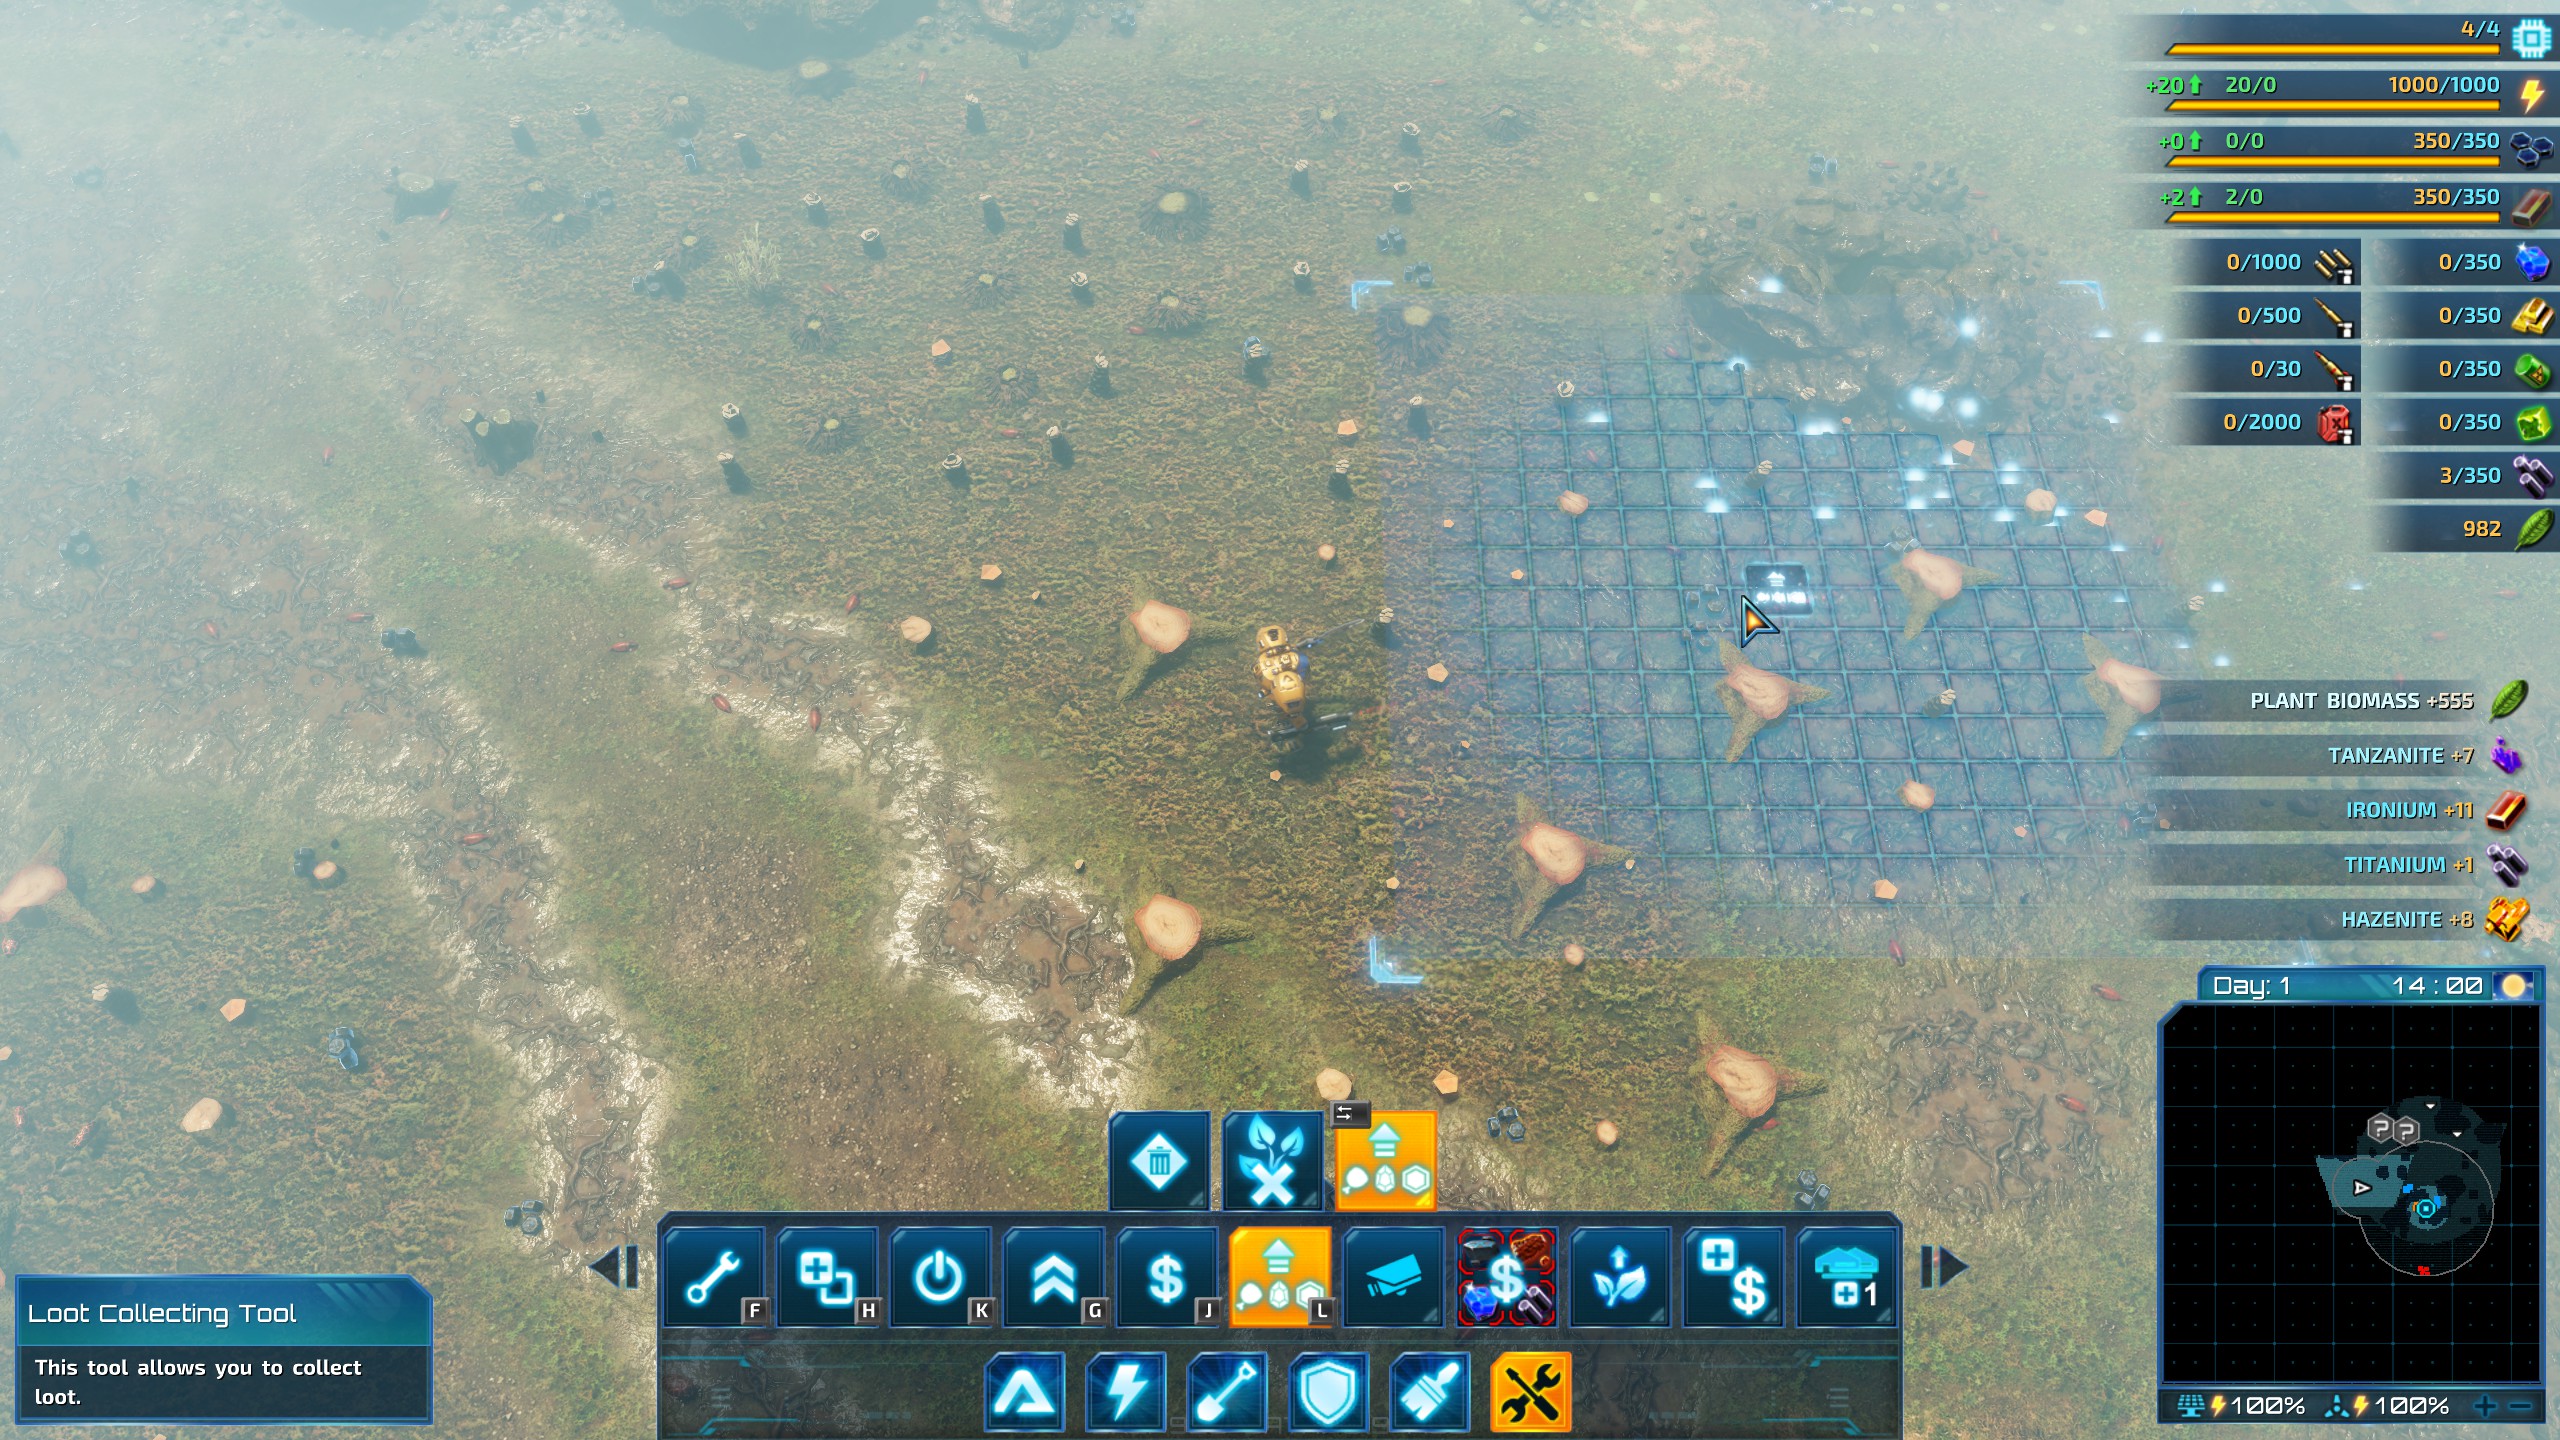 4/4
+20 20/0 1000/1000
+0 0/0 350/350
+2 2/0 350/350
0/1000 0/350
0/500 0/350
0/30 0/350
0/2000 0/350
3/350
982
PLANT BIOMASS +555
TANZANITE +7
IRONIUM +11
TITANIUM +1
HAZENITE +8
Day: 1 14:00
? ?
100% 100%
F H K G $ J L $ $ 1
Loot Collecting Tool
This tool allows you to collect
loot.